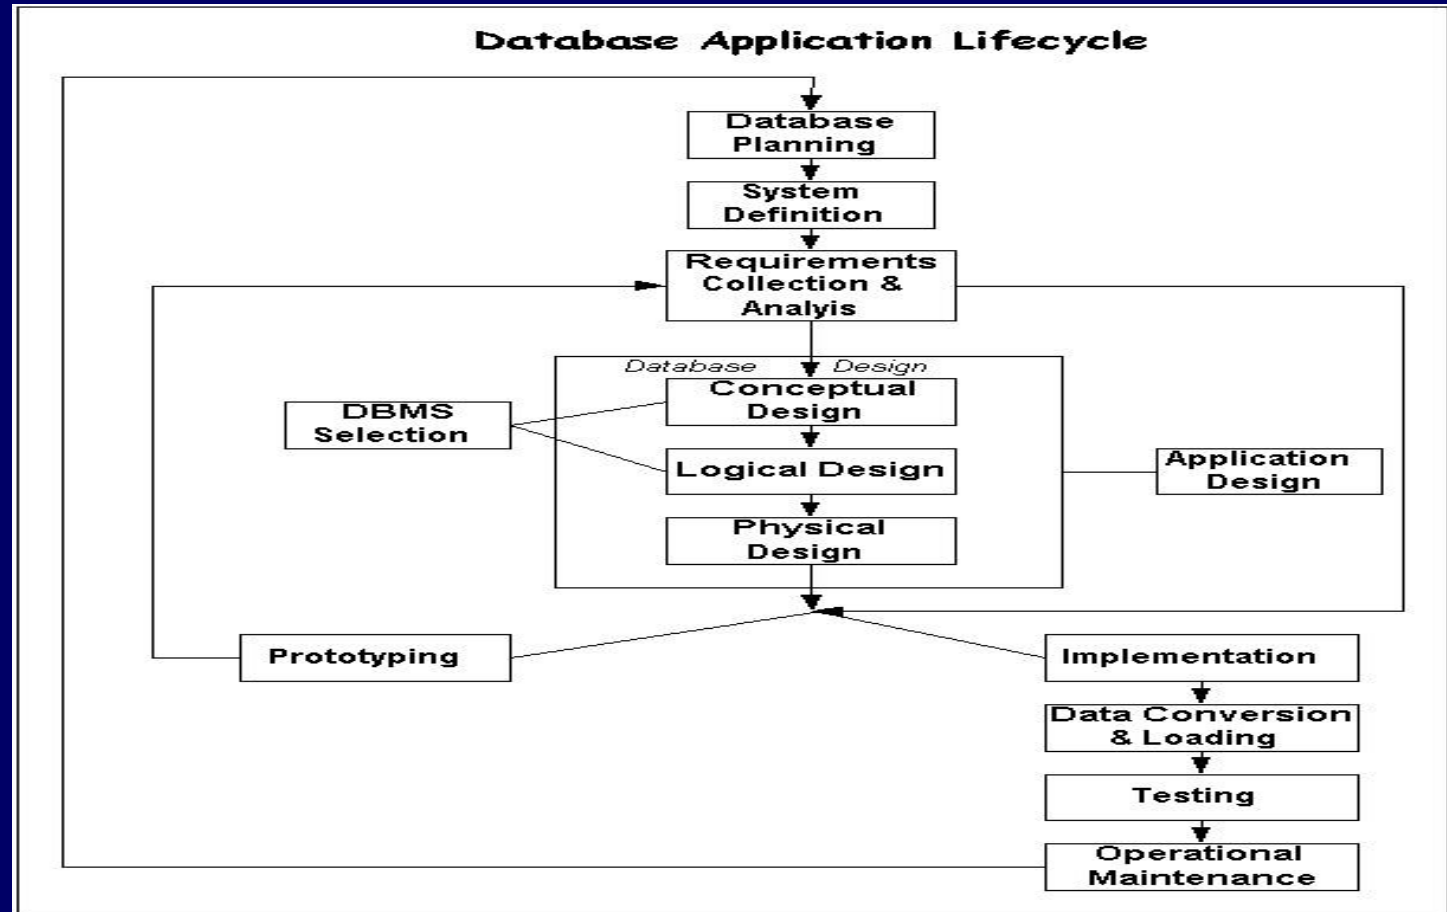 Database Application Lifecycle
Database
Planning
System
Definition
Requirements
Collection &
Analyis
Database Design
Conceptual
Design
DBMS
Selection
Logical Design
Application
Design
Physical
Design
Prototyping
Implementation
Data Conversion
& Loading
Testing
Operational
Maintenance